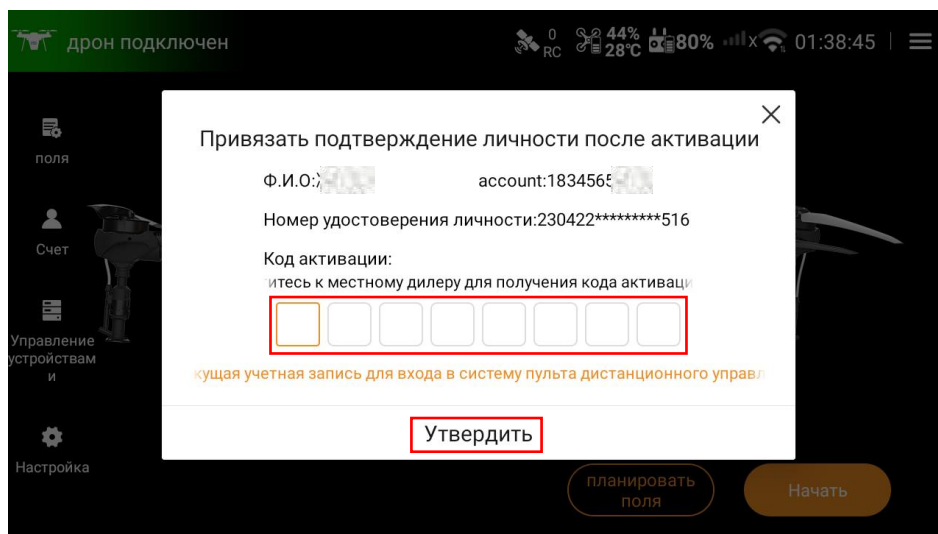 дрон подключен
0
RC
44%
28°C
80%
x
01:38:45
поля
Счет
Управление
устройствам
и
Настройка
Привязать подтверждение личности после активации
Ф.И.О:
account:1834565
Номер удостоверения личности:230422*********516
Код активации:
итесь к местному дилеру для получения кода активаци
кущая учетная запись для входа в систему пульта дистанционного управл
Утвердить
планировать
поля
Начать